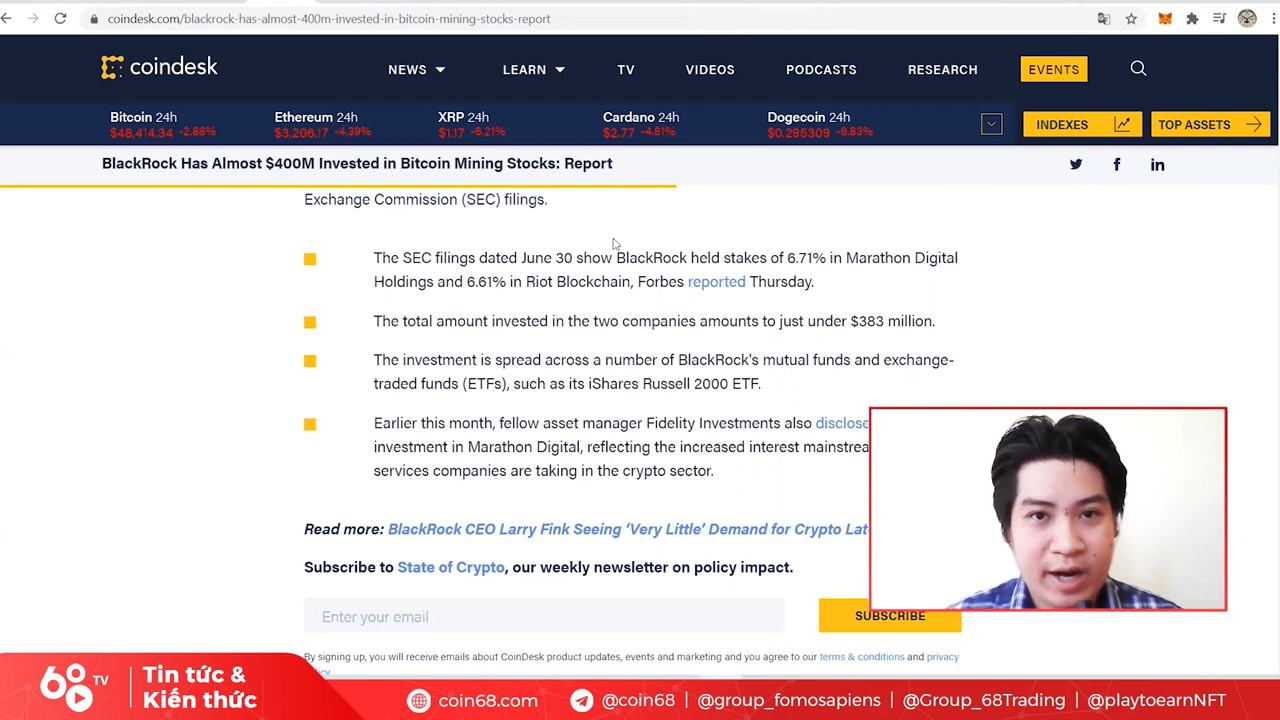 coindesk.com/blackrock-has-almost-400m-invested-in-bitcoin-mining-stocks-report
coindesk
NEWS LEARN TV VIDEOS PODCASTS RESEARCH EVENTS
Bitcoin 24h Ethereum 24h XRP 24h Cardano 24h Dogecoin 24h
$48,414.34 -2.88% $3,206.17 -4.39% $1.17 -6.21% $2.77 -4.81% $0.295309 -6.83%
INDEXES TOP ASSETS
BlackRock Has Almost $400M Invested in Bitcoin Mining Stocks: Report
Exchange Commission (SEC) filings.
The SEC filings dated June 30 show BlackRock held stakes of 6.71% in Marathon Digital
Holdings and 6.61% in Riot Blockchain, Forbes reported Thursday.
The total amount invested in the two companies amounts to just under $383 million.
The investment is spread across a number of BlackRock's mutual funds and exchange-
traded funds (ETFs), such as its iShares Russell 2000 ETF.
Earlier this month, fellow asset manager Fidelity Investments also disclose
investment in Marathon Digital, reflecting the increased interest mainstrea
services companies are taking in the crypto sector.
Read more: BlackRock CEO Larry Fink Seeing ‘Very Little’ Demand for Crypto Lat
Subscribe to State of Crypto, our weekly newsletter on policy impact.
Enter your email
SUBSCRIBE
By signing up, you will receive emails about CoinDesk product updates, events and marketing and you agree to our terms & conditions and privacy
policy.
68 TV
Tin tức &
Kiến thức
coin68.com @coin68 | @group_fomosapiens | @Group_68Trading | @playtoearnNFT